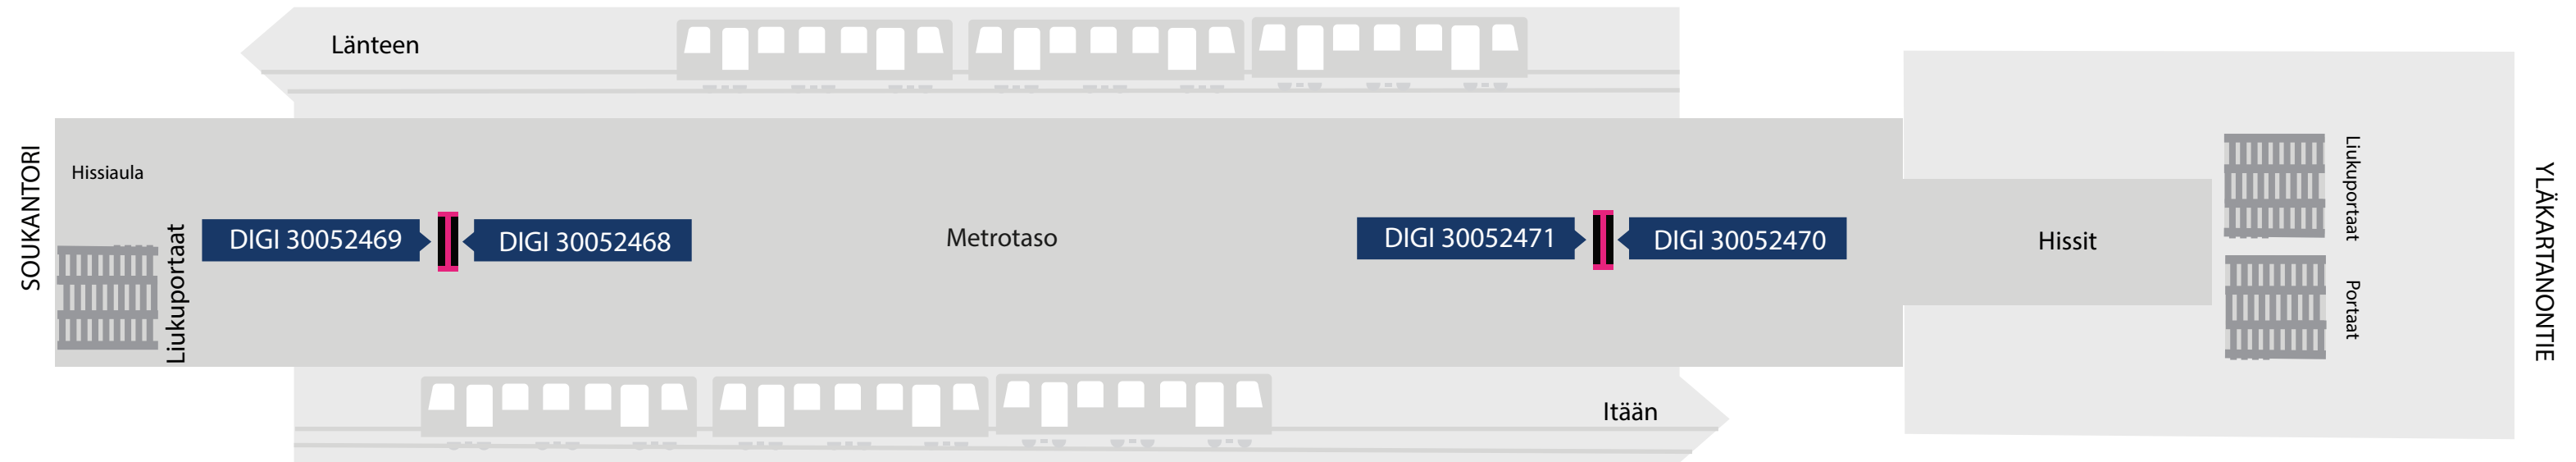 Länteen
SOUKANTORI
Hissiaula
Liukuportaat
DIGI 30052469
DIGI 30052468
Metrotaso
DIGI 30052471
DIGI 30052470
Hissit
Liukuportaat
Portaat
YLÄKARTANONTIE
Itään